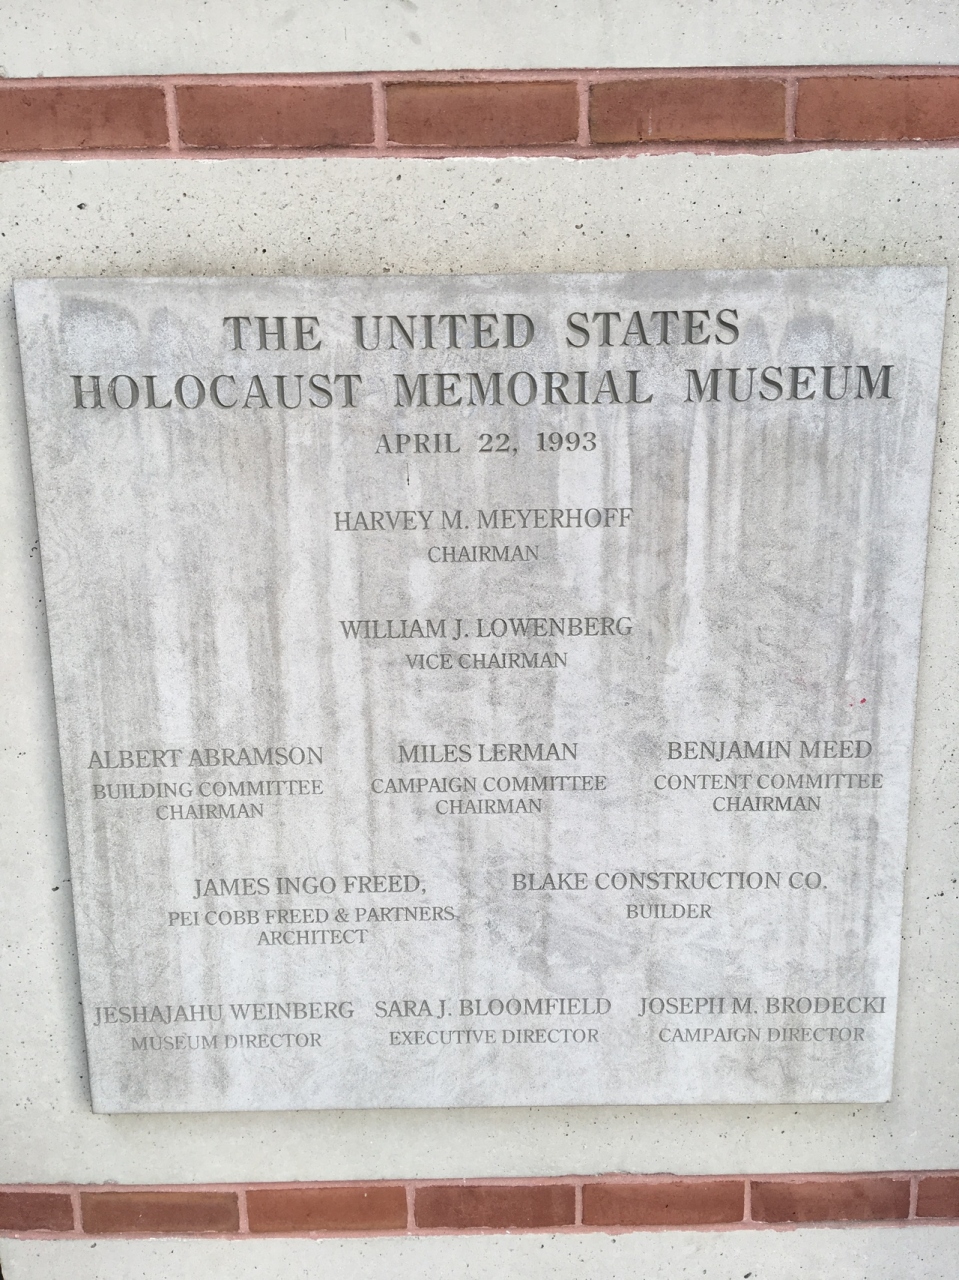 THE UNITED STATES
HOLOCAUST MEMORIAL MUSEUM
APRIL 22, 1993
HARVEY M. MEYERHOFF
CHAIRMAN
WILLIAM J. LOWENBERG
VICE CHAIRMAN
ALBERT ABRAMSON
BUILDING COMMITTEE
CHAIRMAN
MILES LERMAN
CAMPAIGN COMMITTEE
CHAIRMAN
BENJAMIN MEED
CONTENT COMMITTEE
CHAIRMAN
JAMES INGO FREED,
PEI COBB FREED & PARTNERS,
ARCHITECT
BLAKE CONSTRUCTION CO.
BUILDER
JESHAJAHU WEINBERG
MUSEUM DIRECTOR
SARA J. BLOOMFIELD
EXECUTIVE DIRECTOR
JOSEPH M. BRODECKI
CAMPAIGN DIRECTOR